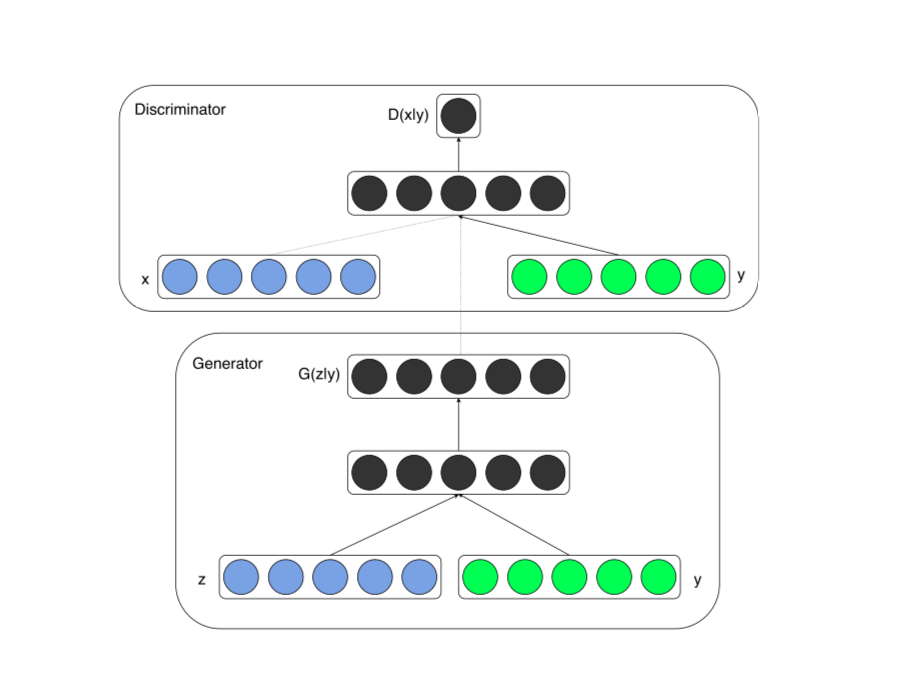 Discriminator
D(x|y)
x
y
Generator
G(z|y)
z
y